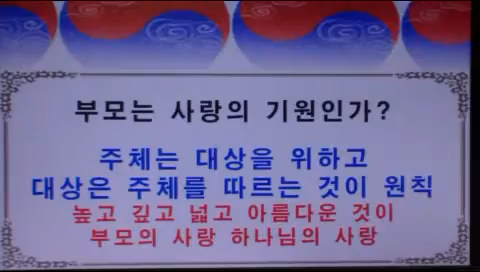 부모는 사랑의 기원인가?
주체는 대상을 위하고
대상은 주체를 따르는 것이 원칙
높고 깊고 넓고 아름다운 것이
부모의 사랑 하나님의 사랑